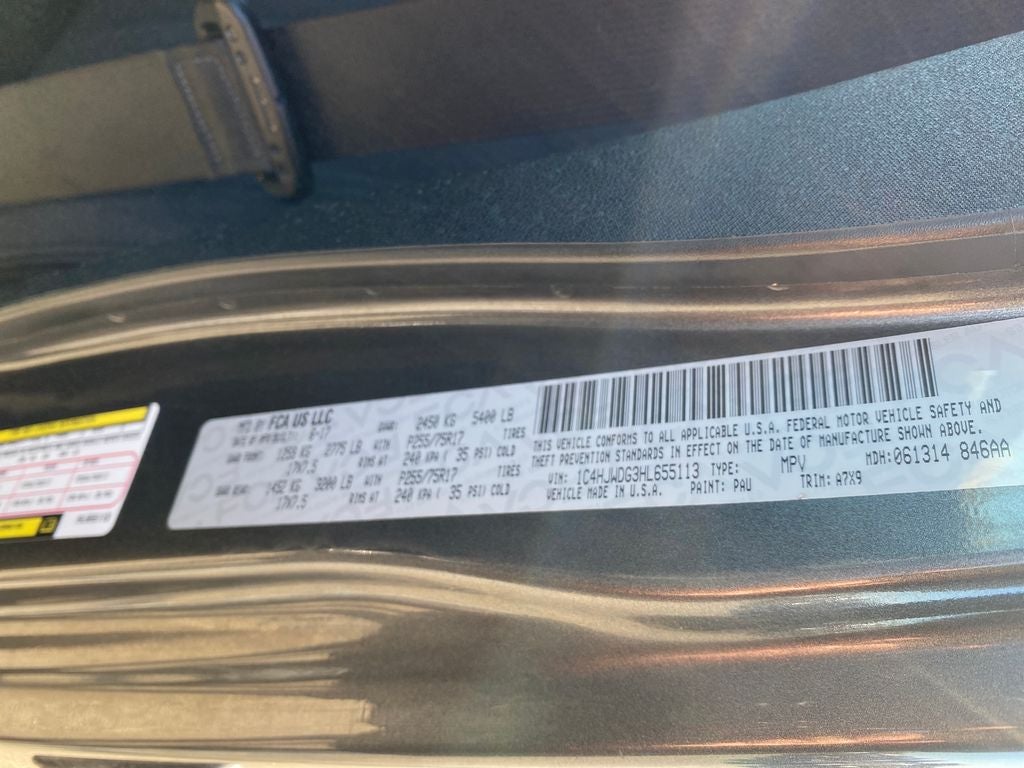 MFD BY FCA US LLC
DATE OF MFR 6-17 GVWR: 2450 KG 5400 LB
GAWR FRONT: 1259 KG 2775 LB WITH P255/75R17 TIRES
17X7.5 RIMS AT 240 KPA ( 35 PSI) COLD
GAWR REAR: 1452 KG 3200 LB WITH P255/75R17 TIRES
17X7.5 RIMS AT 240 KPA ( 35 PSI) COLD
THIS VEHICLE CONFORMS TO ALL APPLICABLE U.S.A. FEDERAL MOTOR VEHICLE SAFETY AND
THEFT PREVENTION STANDARDS IN EFFECT ON THE DATE OF MANUFACTURE SHOWN ABOVE.
VIN: 1C4HJWDG3HL655113 TYPE: MPV MDH: 061314 846AA
VEHICLE MADE IN U.S.A. PAINT: PAU TRIM: A7X9